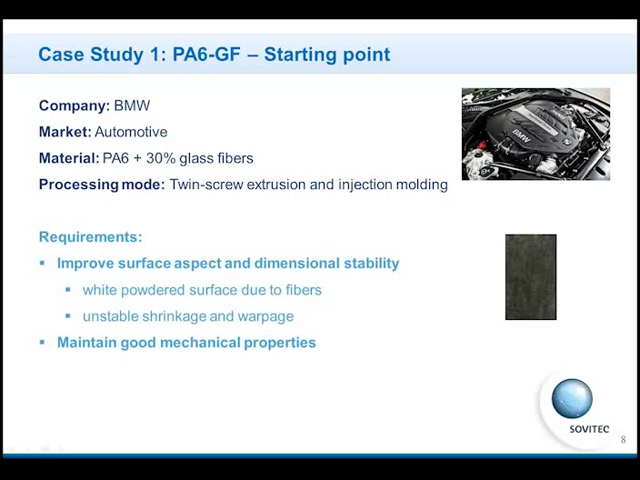 Case Study 1: PA6-GF – Starting point
Company: BMW
Market: Automotive
Material: PA6 + 30% glass fibers
Processing mode: Twin-screw extrusion and injection molding
BMW
Requirements:
▪ Improve surface aspect and dimensional stability
▪ white powdered surface due to fibers
▪ unstable shrinkage and warpage
▪ Maintain good mechanical properties
SOVITEC
8